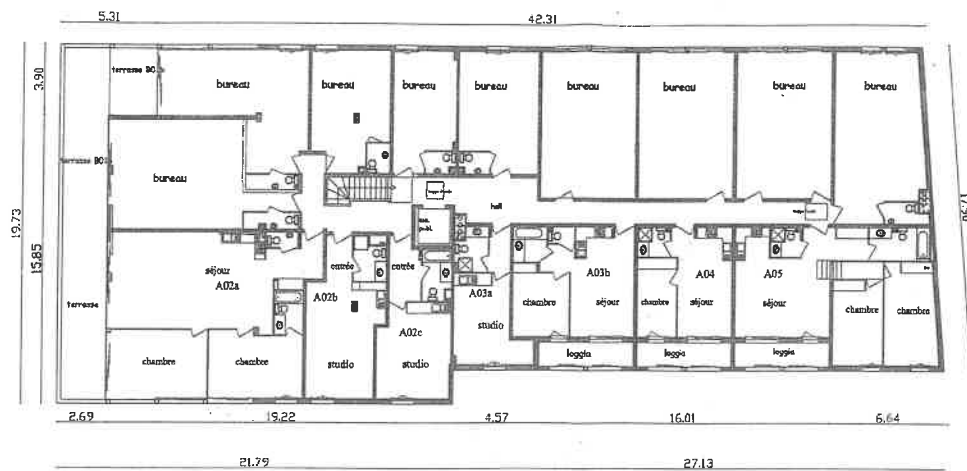 5.31
42.31
3.90
19.73
15.85
terrasse BO
bureau
bureau
bureau
bureau
bureau
bureau
bureau
bureau
terrasse BO
bureau
hall
séjour
A02a
entrée
A02b
entrée
A02c
A03a
A03b
A04
A05
terrasse
chambre
chambre
studio
studio
studio
chambre
séjour
chambre
séjour
séjour
chambre
chambre
loggia
loggia
loggia
2.69
19.22
4.57
16.01
6.64
21.79
27.13